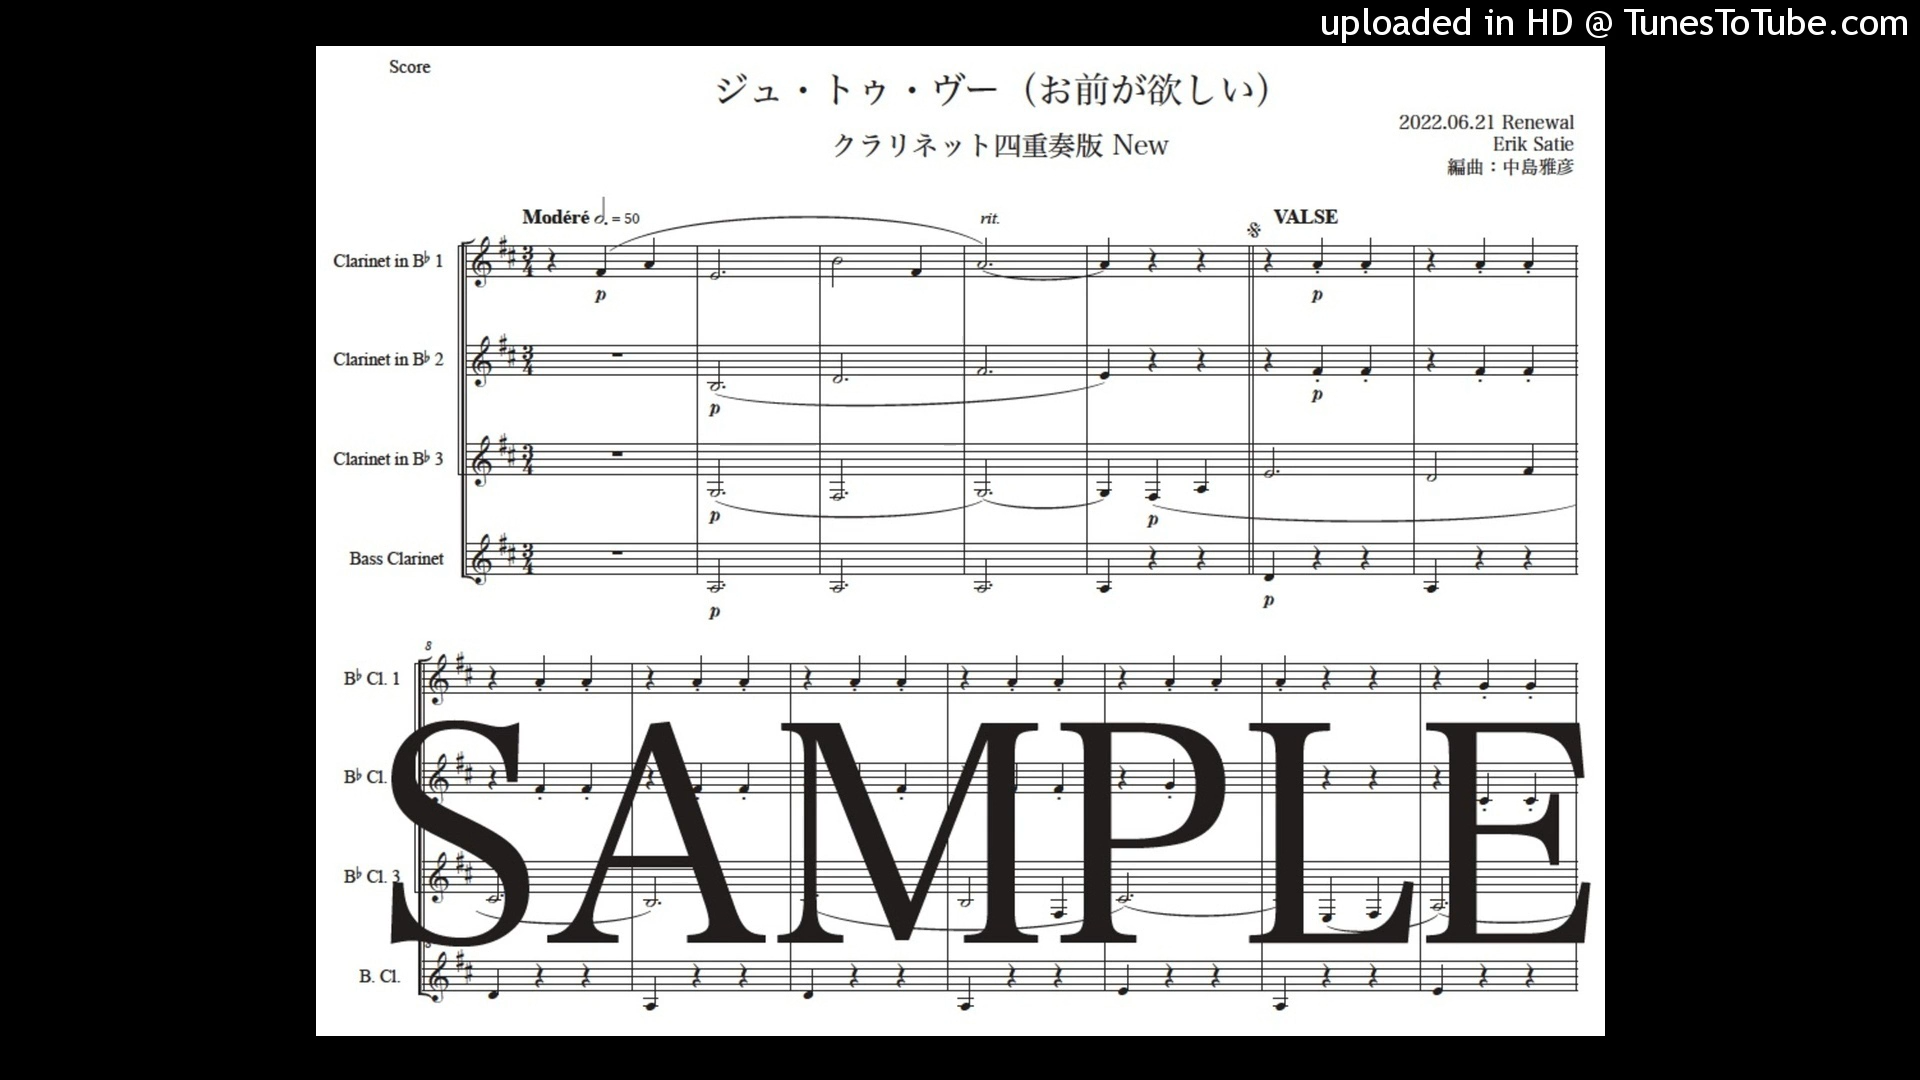 uploaded in HD @ TunesToTube.com
Score
ジュ・トゥ・ヴー（お前が欲しい）
クラリネット四重奏版 New
2022.06.21 Renewal
Erik Satie
編曲：中島雅彦
Modéré 𝅗𝅥. = 50
rit.
VALSE
Clarinet in B♭ 1
p
p
Clarinet in B♭ 2
p
p
Clarinet in B♭ 3
p
p
Bass Clarinet
p
p
8
B♭ Cl. 1
B♭ Cl.
B♭ Cl. 3
B. Cl.
SAMPLE